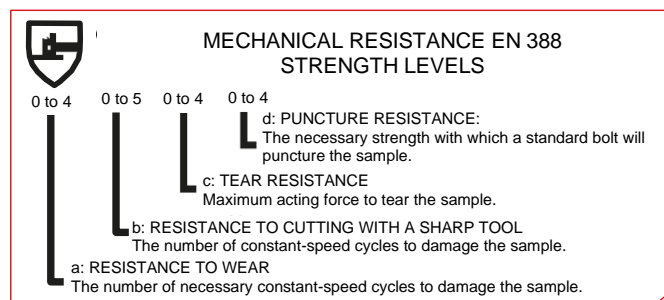 MECHANICAL RESISTANCE EN 388
STRENGTH LEVELS
0 to 4 0 to 5 0 to 4 0 to 4
d: PUNCTURE RESISTANCE:
The necessary strength with which a standard bolt will
puncture the sample.
c: TEAR RESISTANCE
Maximum acting force to tear the sample.
b: RESISTANCE TO CUTTING WITH A SHARP TOOL
The number of constant-speed cycles to damage the sample.
a: RESISTANCE TO WEAR
The number of necessary constant-speed cycles to damage the sample.